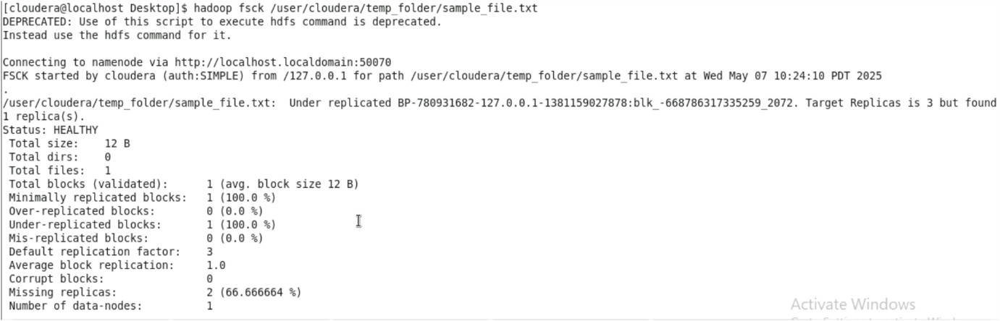 [cloudera@localhost Desktop]$ hadoop fsck /user/cloudera/temp_folder/sample_file.txt
DEPRECATED: Use of this script to execute hdfs command is deprecated.
Instead use the hdfs command for it.
Connecting to namenode via http://localhost.localdomain:50070
FSCK started by cloudera (auth:SIMPLE) from /127.0.0.1 for path /user/cloudera/temp_folder/sample_file.txt at Wed May 07 10:24:10 PDT 2025
.
/user/cloudera/temp_folder/sample_file.txt:  Under replicated BP-780931682-127.0.0.1-1381159027878:blk_-668786317335259_2072. Target Replicas is 3 but found
1 replica(s).
Status: HEALTHY
 Total size:    12 B
 Total dirs:    0
 Total files:   1
 Total blocks (validated):      1 (avg. block size 12 B)
 Minimally replicated blocks:   1 (100.0 %)
 Over-replicated blocks:        0 (0.0 %)
 Under-replicated blocks:       1 (100.0 %)
 Mis-replicated blocks:         0 (0.0 %)
 Default replication factor:    3
 Average block replication:     1.0
 Corrupt blocks:                0
 Missing replicas:              2 (66.666664 %)
 Number of data-nodes:          1
Activate Windows